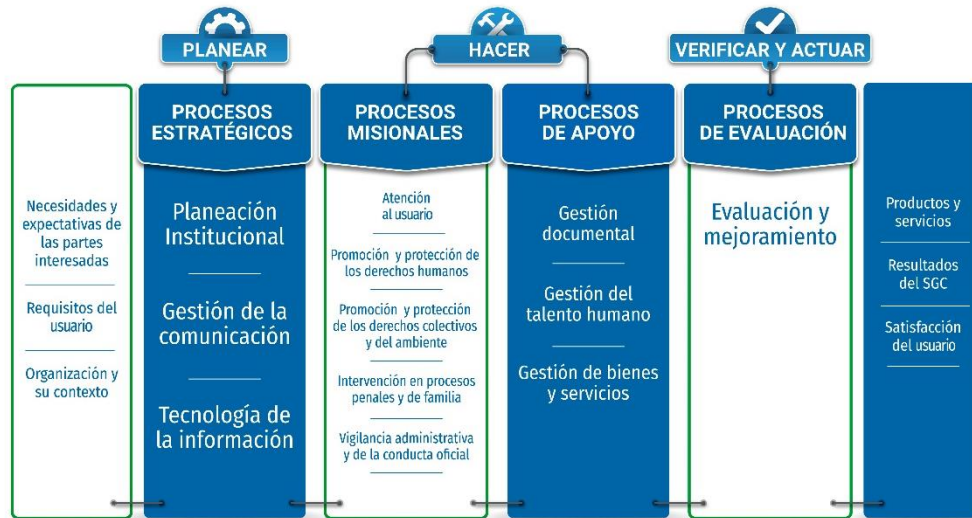 PLANEAR
HACER
VERIFICAR Y ACTUAR
Necesidades y
expectativas de
las partes
interesadas
Requisitos del
usuario
Organización y
su contexto
PROCESOS
ESTRATÉGICOS
Planeación
Institucional
Gestión de la
comunicación
Tecnología de
la información
PROCESOS
MISIONALES
Atención
al usuario
Promoción y protección de
los derechos humanos
Promoción y protección
de los derechos colectivos
y del ambiente
Intervención en procesos
penales y de familia
Vigilancia administrativa
y de la conducta oficial
PROCESOS
DE APOYO
Gestión
documental
Gestión del
talento humano
Gestión de bienes
y servicios
PROCESOS
DE EVALUACIÓN
Evaluación y
mejoramiento
Productos y
servicios
Resultados
del SGC
Satisfacción
del usuario